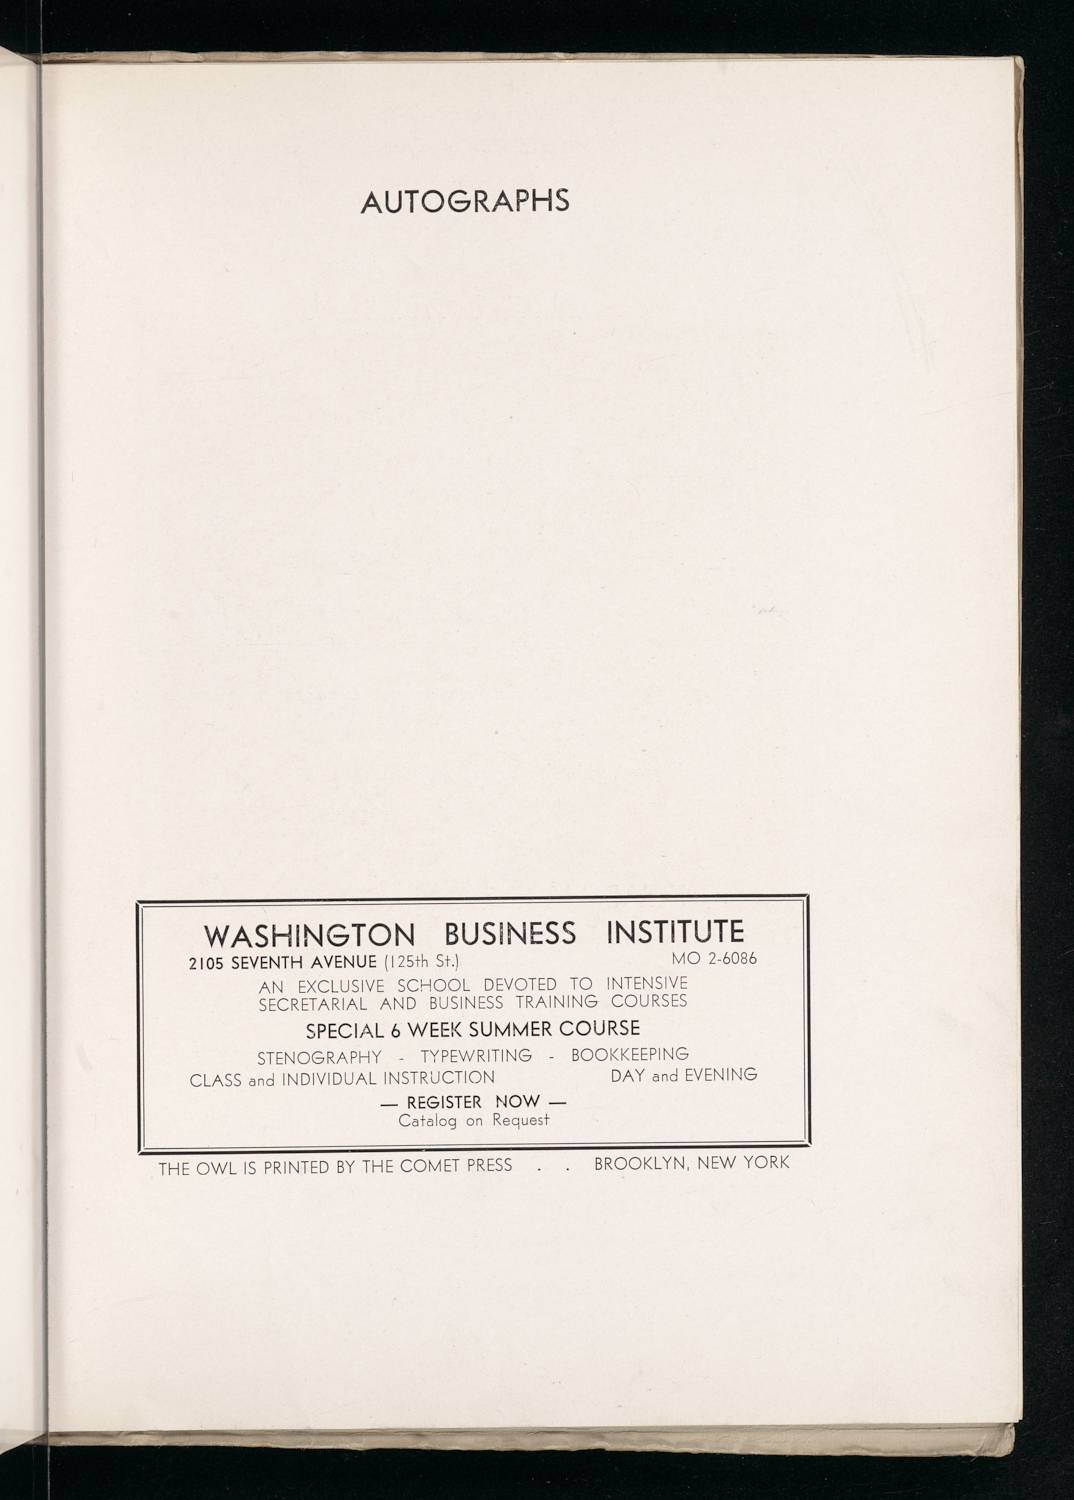 AUTOGRAPHS
WASHINGTON BUSINESS INSTITUTE
2105 SEVENTH AVENUE (125th St.) MO 2-6086
AN EXCLUSIVE SCHOOL DEVOTED TO INTENSIVE
SECRETARIAL AND BUSINESS TRAINING COURSES
SPECIAL 6 WEEK SUMMER COURSE
STENOGRAPHY - TYPEWRITING - BOOKKEEPING
CLASS and INDIVIDUAL INSTRUCTION DAY and EVENING
— REGISTER NOW —
Catalog on Request
THE OWL IS PRINTED BY THE COMET PRESS . . BROOKLYN, NEW YORK